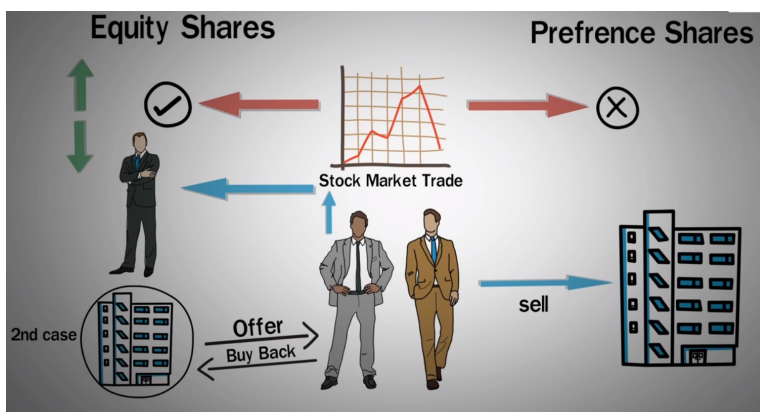 Equity Shares
Prefrence Shares
Stock Market Trade
sell
2nd case
Offer
Buy Back